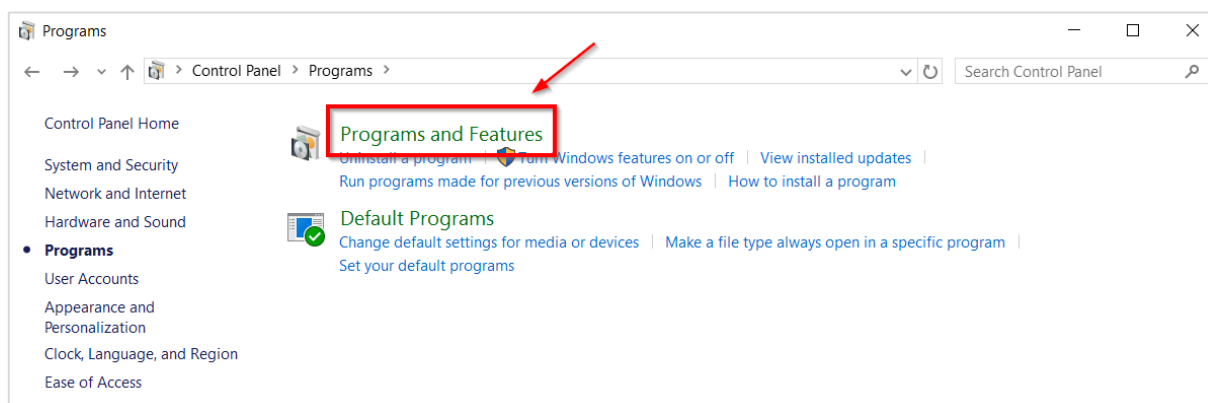 Programs
Control Panel > Programs >
Search Control Panel
Control Panel Home
System and Security
Network and Internet
Hardware and Sound
Programs
User Accounts
Appearance and
Personalization
Clock, Language, and Region
Ease of Access
Programs and Features
Uninstall a program | Turn Windows features on or off | View installed updates |
Run programs made for previous versions of Windows | How to install a program
Default Programs
Change default settings for media or devices | Make a file type always open in a specific program |
Set your default programs